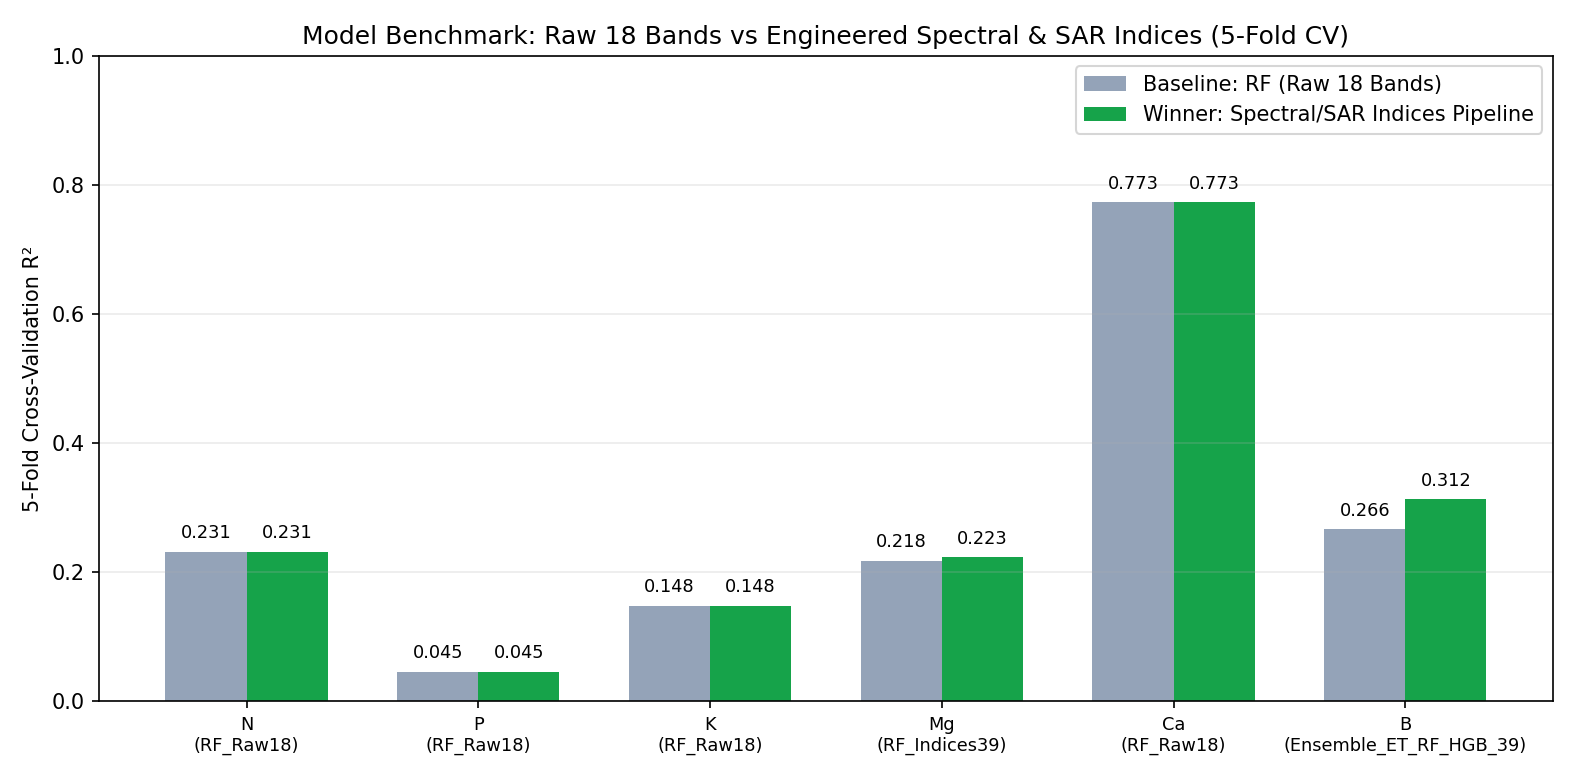 Model Benchmark: Raw 18 Bands vs Engineered Spectral & SAR Indices (5-Fold CV)
Baseline: RF (Raw 18 Bands)
Winner: Spectral/SAR Indices Pipeline
5-Fold Cross-Validation R²
1.0
0.8
0.6
0.4
0.2
0.0
0.231 0.231
0.045 0.045
0.148 0.148
0.218 0.223
0.773 0.773
0.266 0.312
N
(RF_Raw18)
P
(RF_Raw18)
K
(RF_Raw18)
Mg
(RF_Indices39)
Ca
(RF_Raw18)
B
(Ensemble_ET_RF_HGB_39)